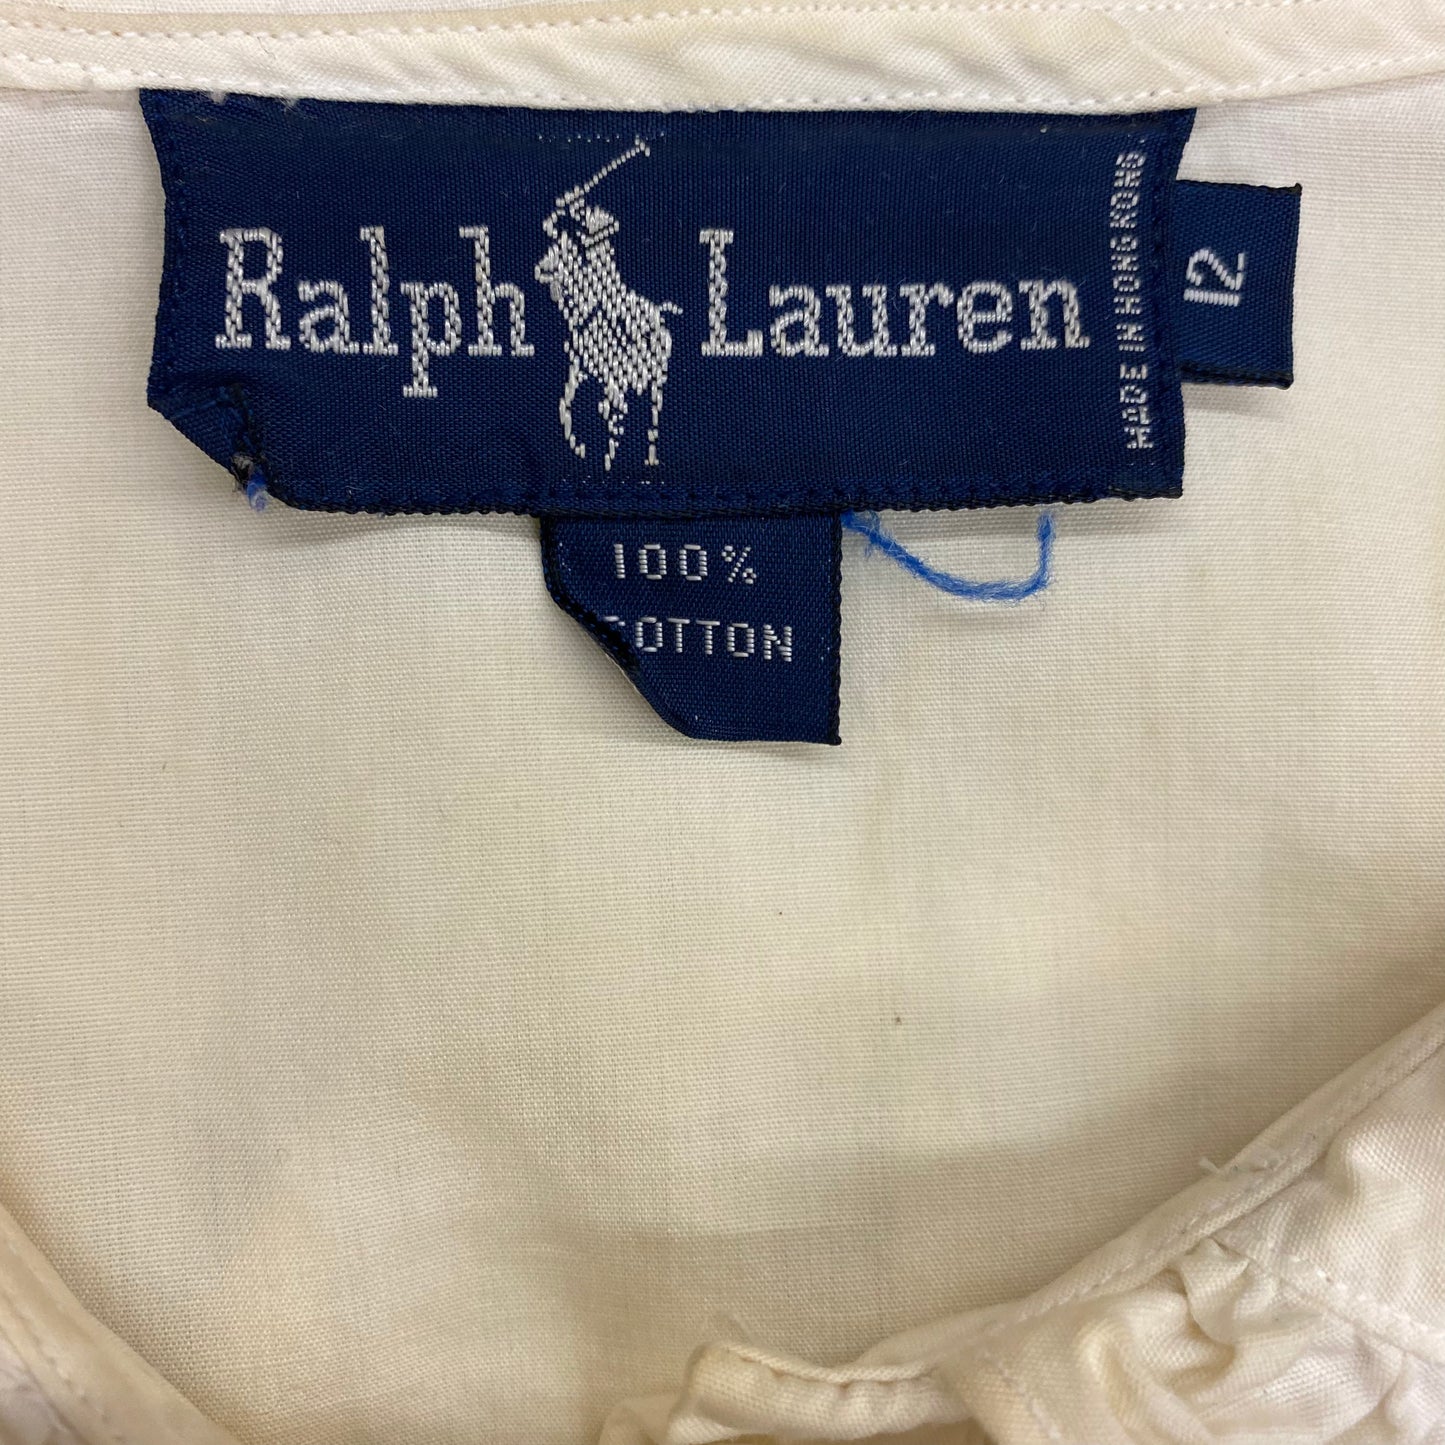 Ralph Lauren
MADE IN HONG KONG
12
100%
COTTON